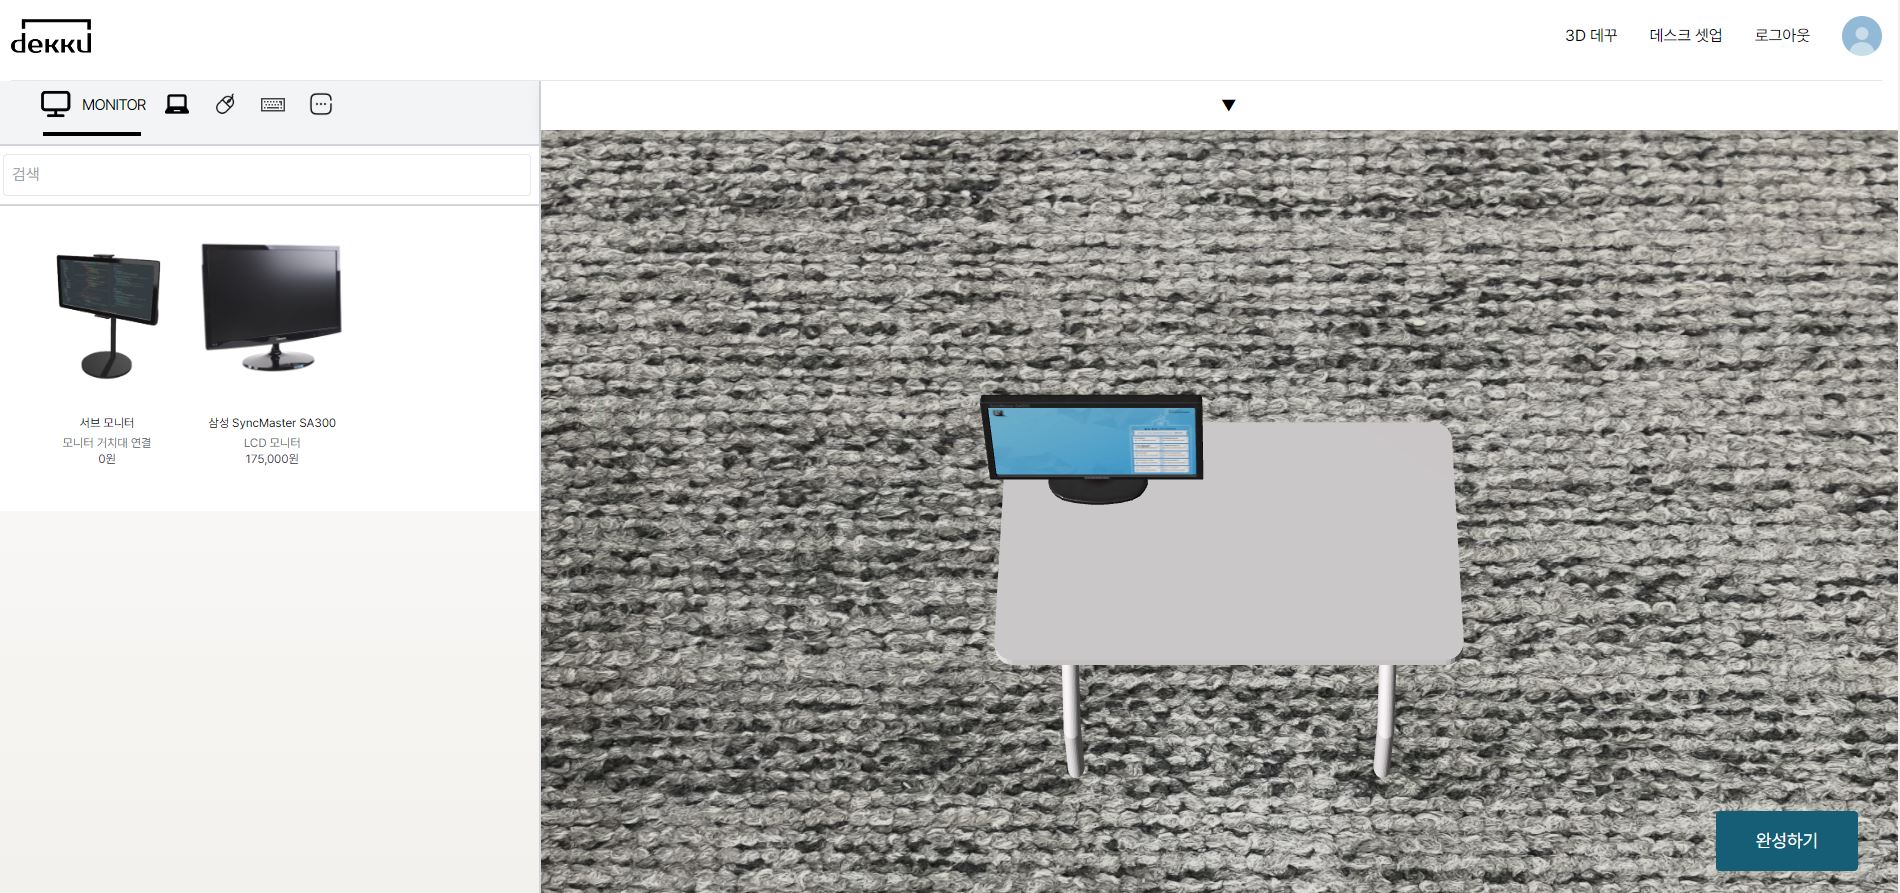 dekku
3D 데꾸
데스크 셋업
로그아웃
MONITOR
검색
서브 모니터
모니터 거치대 연결
0원
삼성 SyncMaster SA300
LCD 모니터
175,000원
완성하기